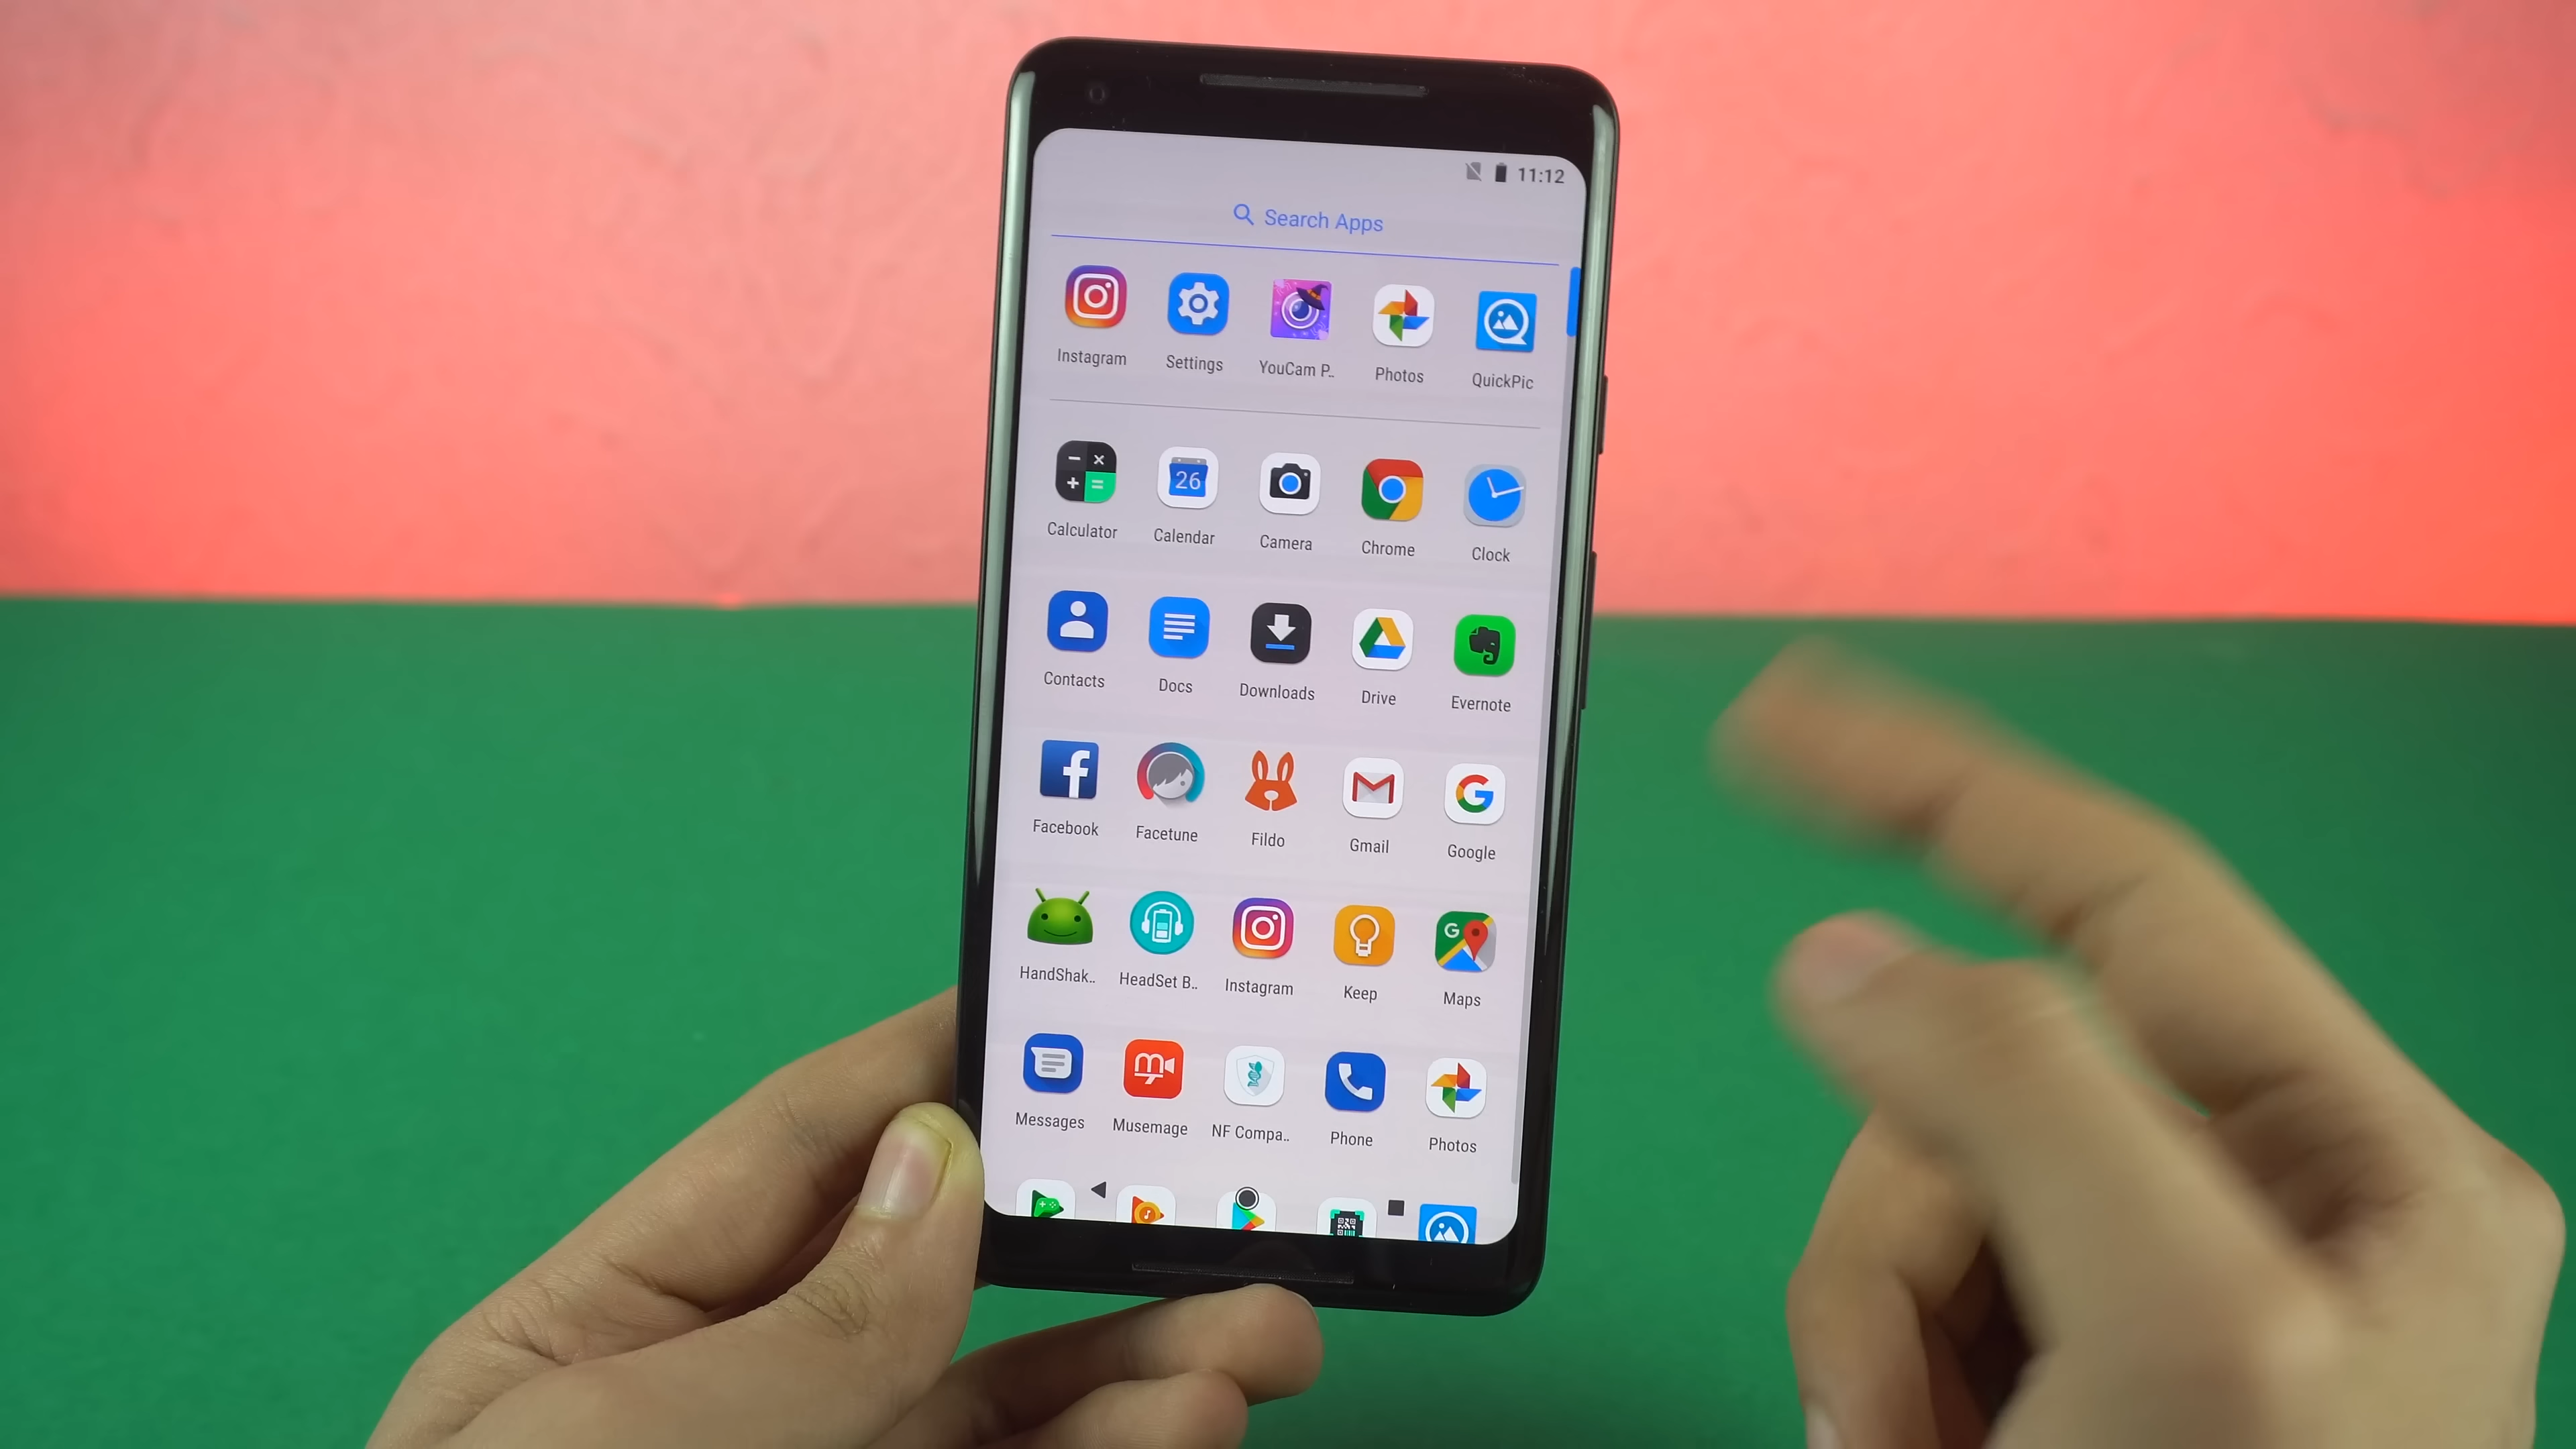 11:12
Search Apps
Instagram Settings YouCam P.. Photos QuickPic
26
Calculator Calendar Camera Chrome Clock
Contacts Docs Downloads Drive Evernote
Facebook Facetune Fildo Gmail Google
HandShak.. HeadSet B.. Instagram Keep Maps
Messages Musemage NF Compa.. Phone Photos